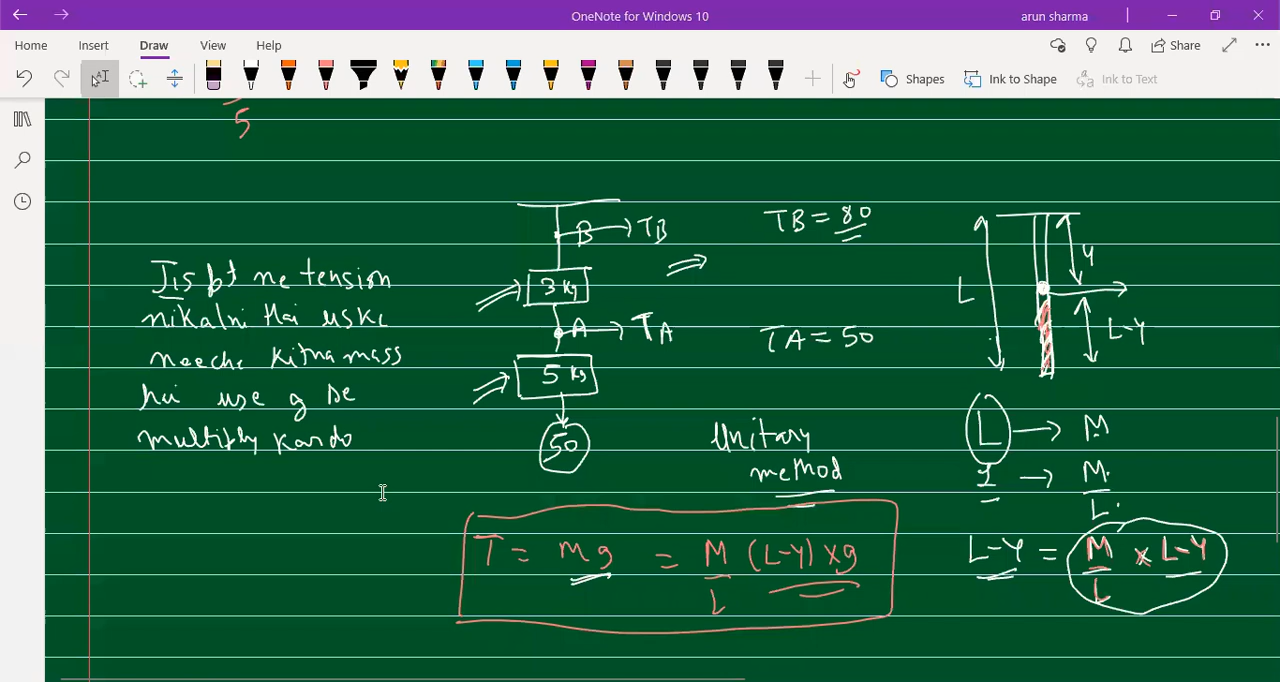 OneNote for Windows 10
arun sharma
Home Insert Draw View Help
Share
Shapes
Ink to Shape
Ink to Text
5
Jis pt ne tension
nikalni Hai uske
neeche kitna mass
hai use g se
multiply kardo
B → TB
3 kg
A → TA
5 kg
50
TB = 80
TA = 50
Unitary
method
T = Mg = M/L (L-Y) x g
L
Y
L-Y
L → M
1 → M/L
L-Y = M/L x L-Y